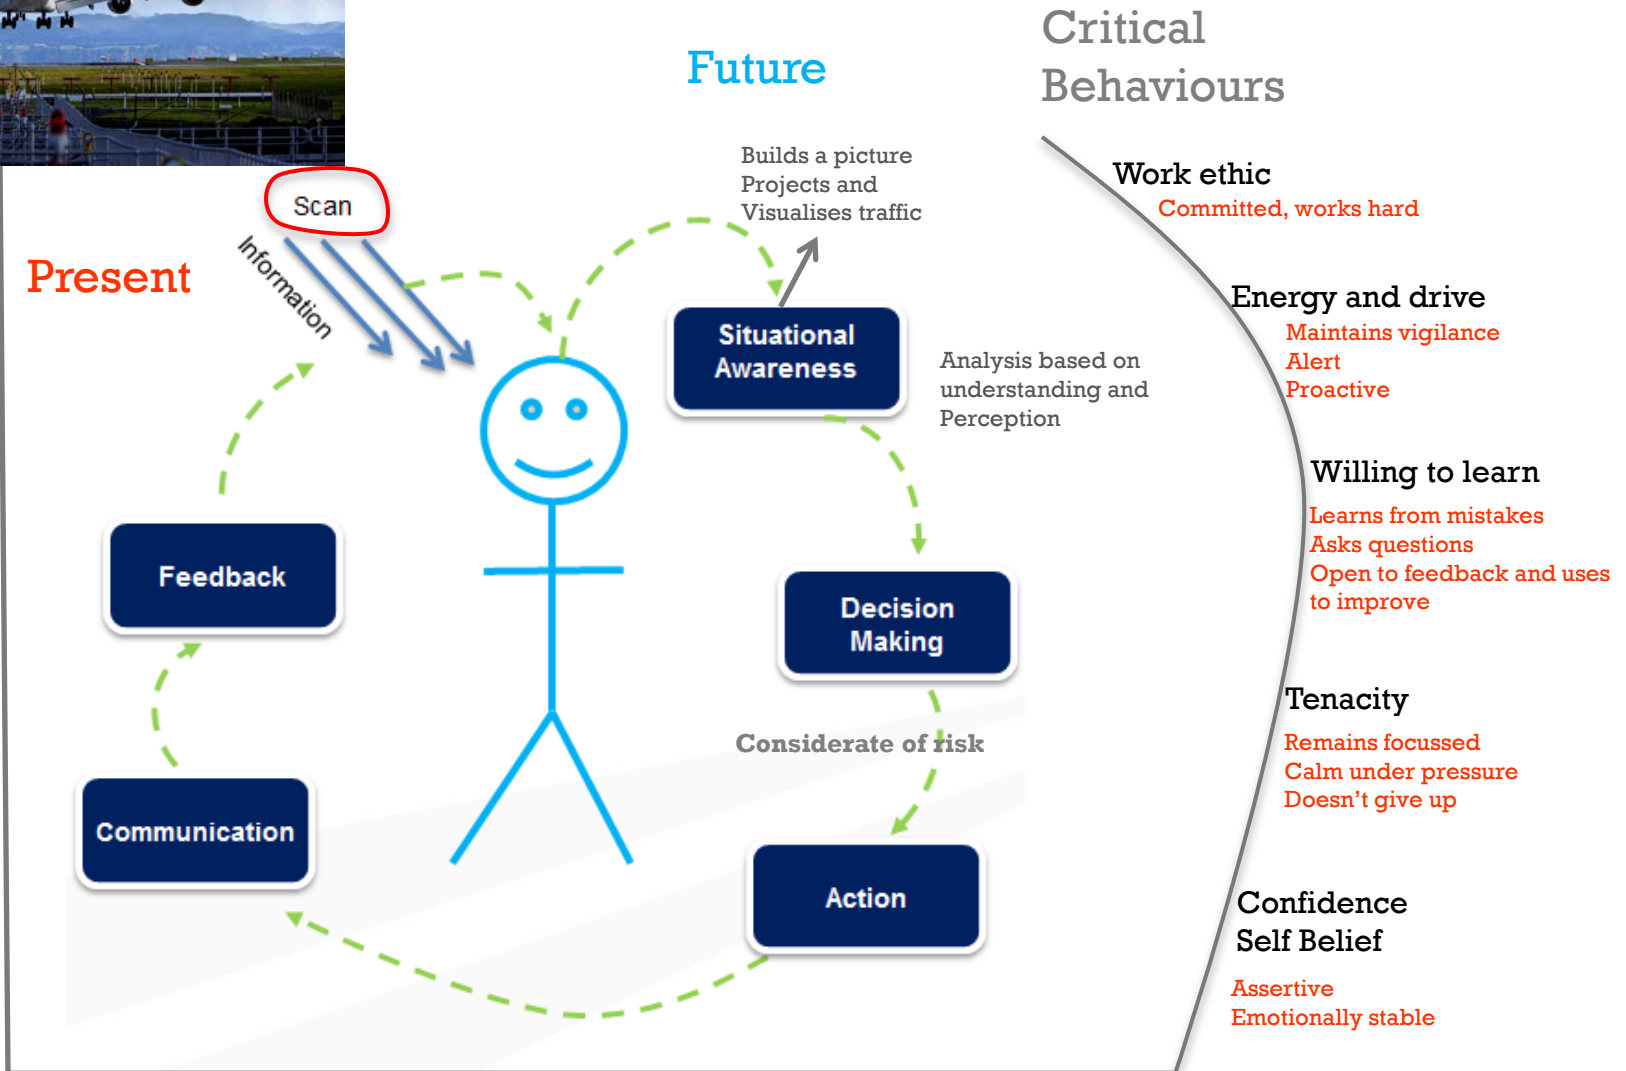 Critical
Behaviours
Future
Present
Scan
Information
Builds a picture
Projects and
Visualises traffic
Situational
Awareness
Analysis based on
understanding and
Perception
Decision
Making
Considerate of risk
Action
Communication
Feedback
Work ethic
Committed, works hard
Energy and drive
Maintains vigilance
Alert
Proactive
Willing to learn
Learns from mistakes
Asks questions
Open to feedback and uses
to improve
Tenacity
Remains focussed
Calm under pressure
Doesn’t give up
Confidence
Self Belief
Assertive
Emotionally stable